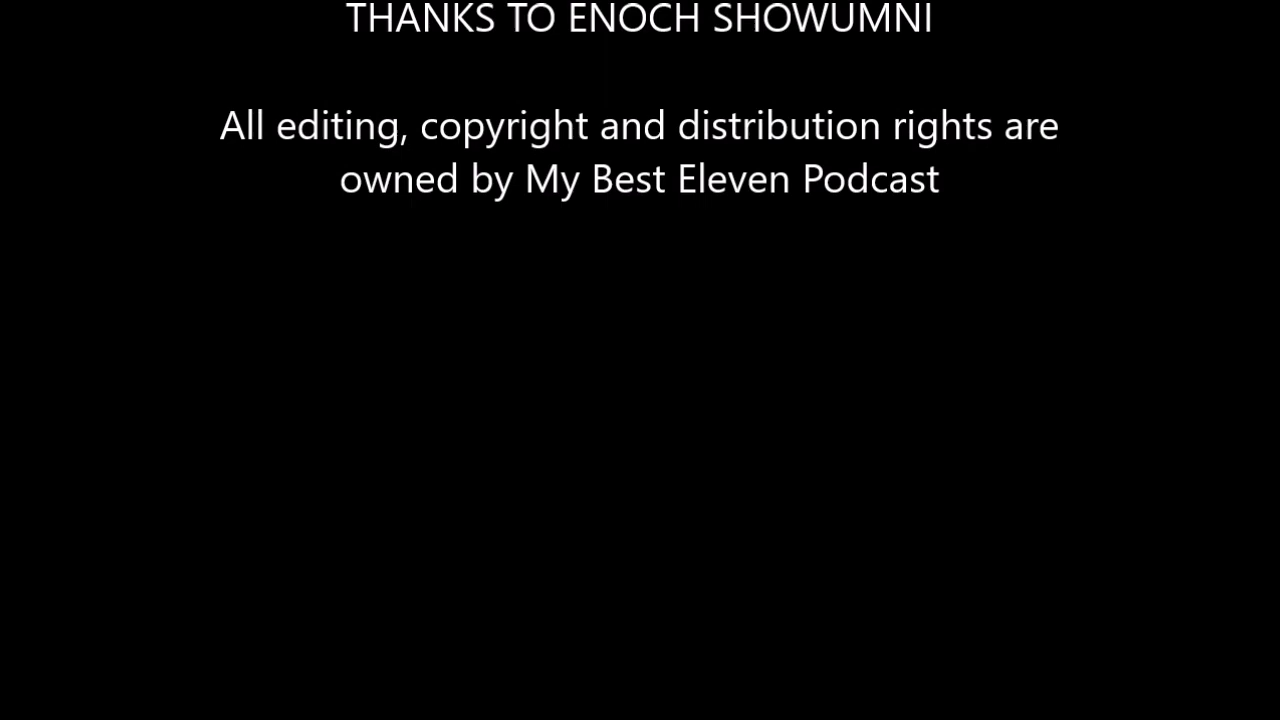 THANKS TO ENOCH SHOWUMNI
All editing, copyright and distribution rights are
owned by My Best Eleven Podcast